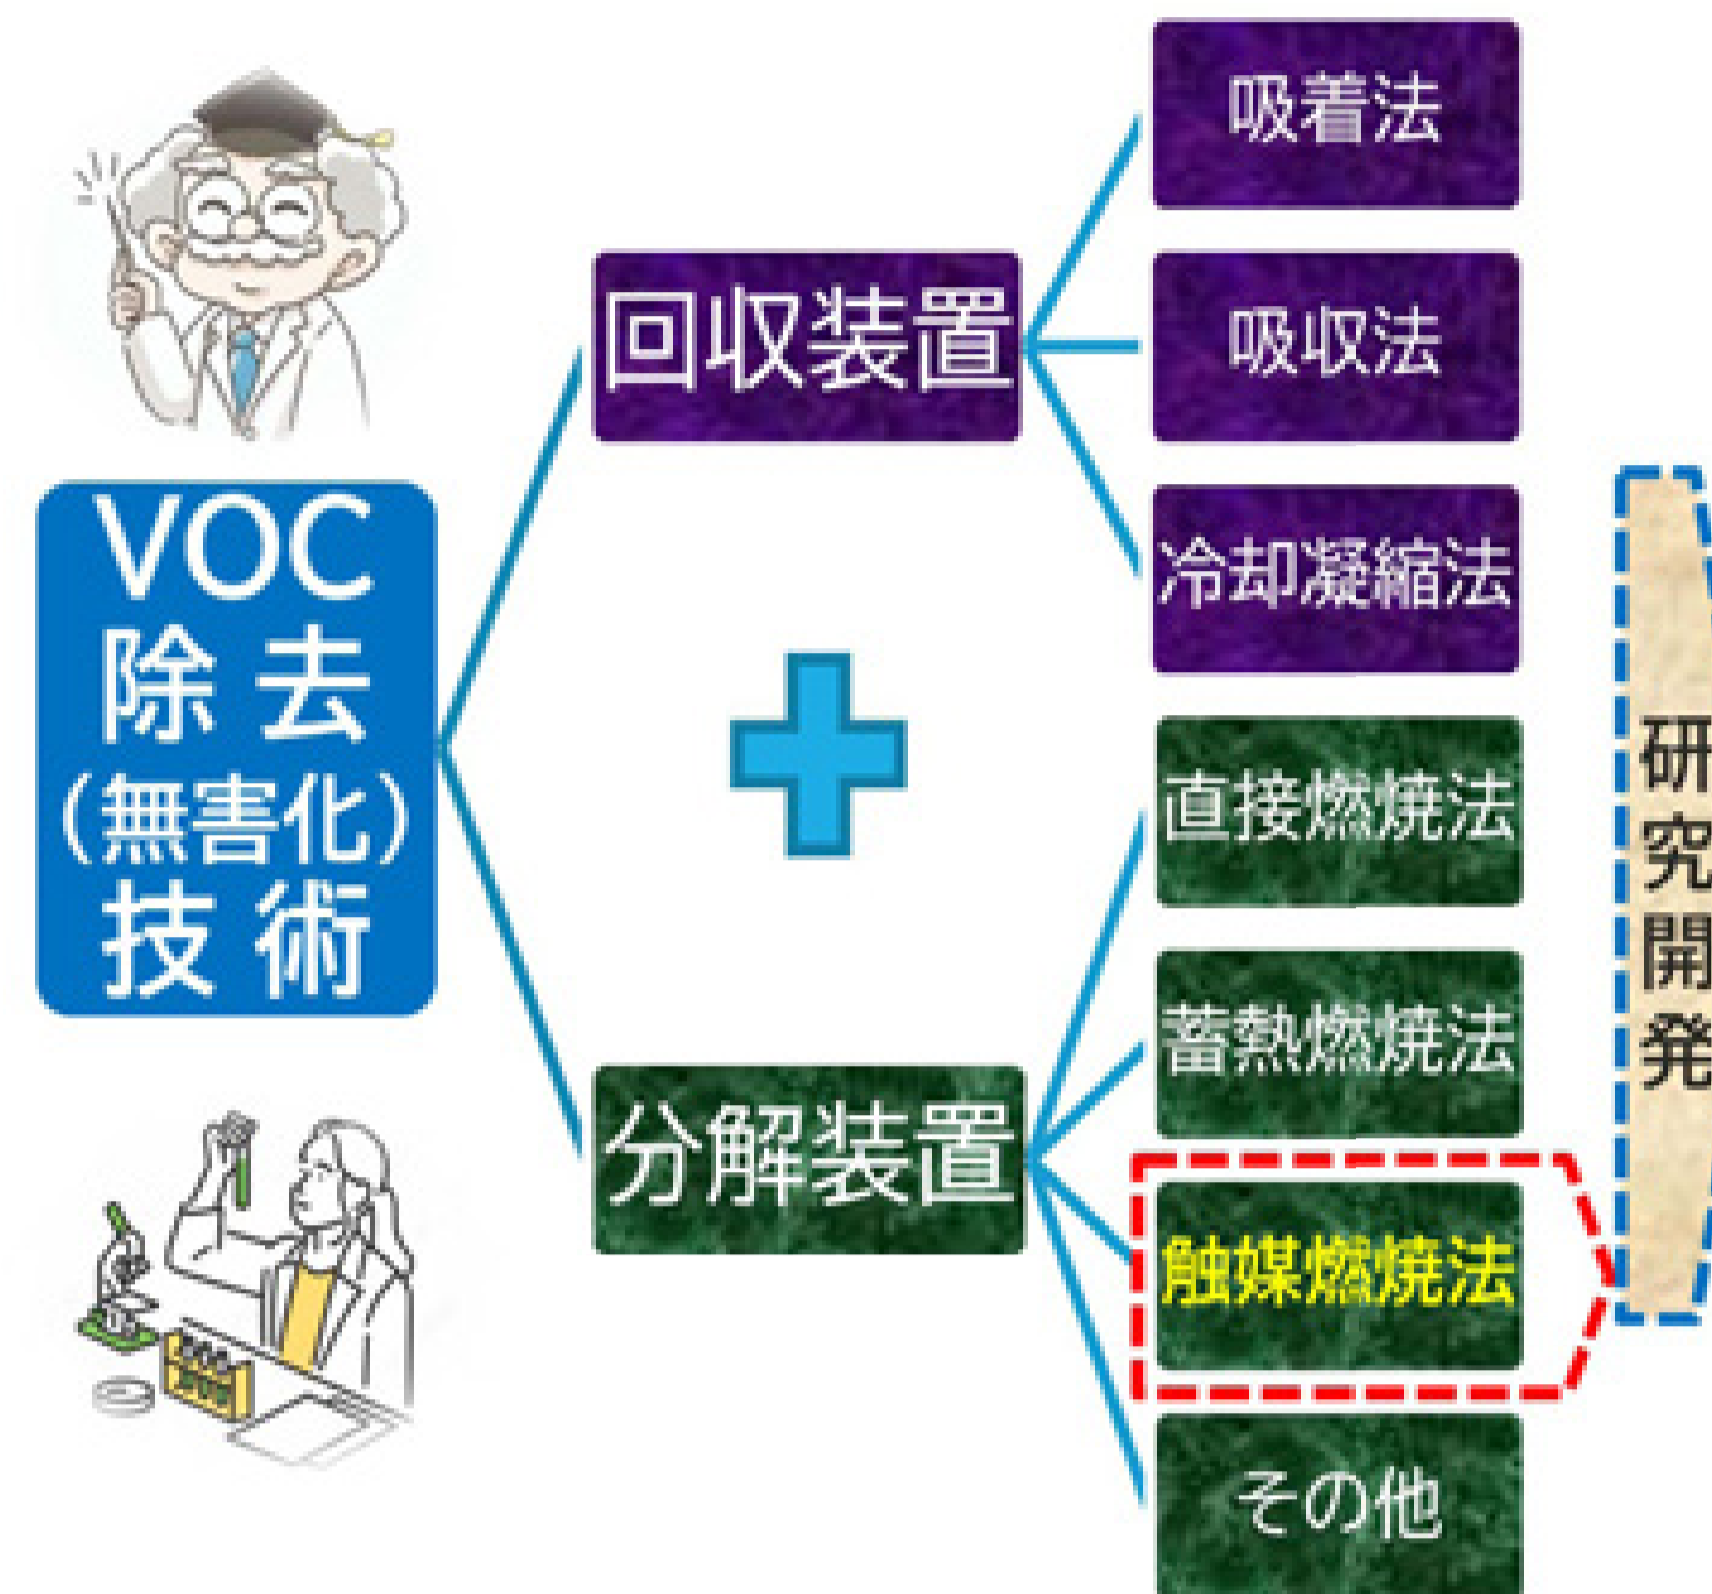 VOC
除去
（無害化）
技術
回収装置
吸着法
吸収法
冷却凝縮法
分解装置
直接燃焼法
蓄熱燃焼法
触媒燃焼法
その他
研究開発